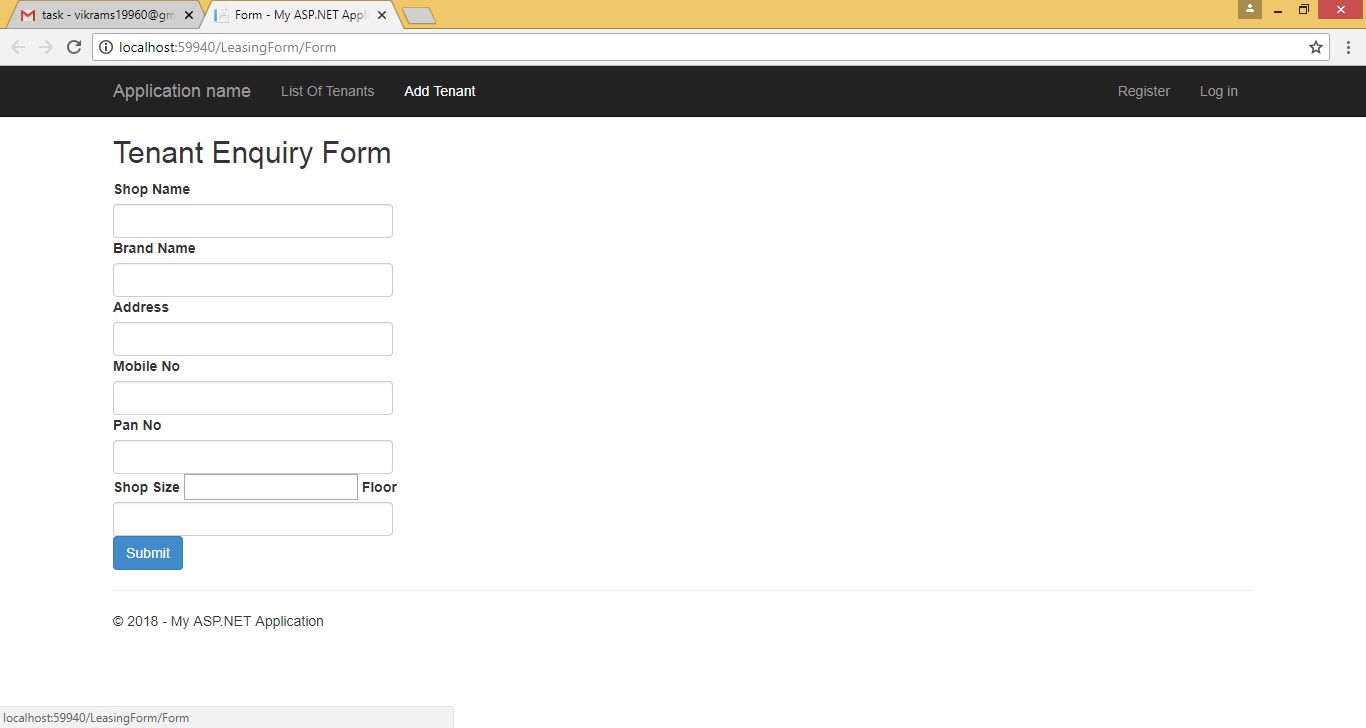 task - vikrams19960@gm
Form - My ASP.NET Appli
localhost:59940/LeasingForm/Form
Application name List Of Tenants Add Tenant Register Log in
Tenant Enquiry Form
Shop Name
Brand Name
Address
Mobile No
Pan No
Shop Size Floor
Submit
© 2018 - My ASP.NET Application
localhost:59940/LeasingForm/Form